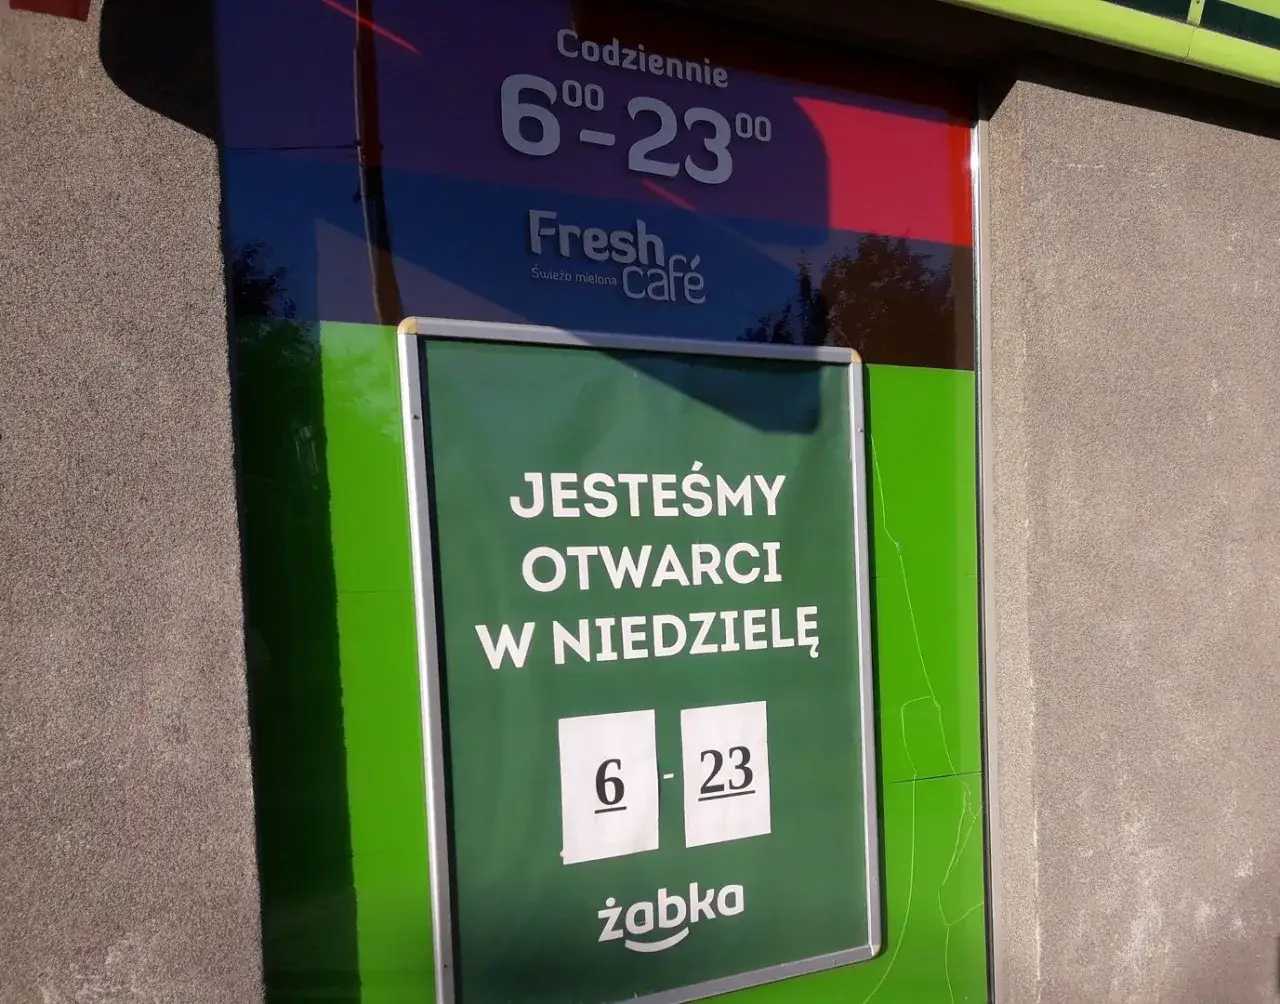 Codziennie
6⁰⁰-23⁰⁰
Fresh
café
Świeżo mielona
JESTEŚMY
OTWARCI
W NIEDZIELĘ
6 - 23
żabka